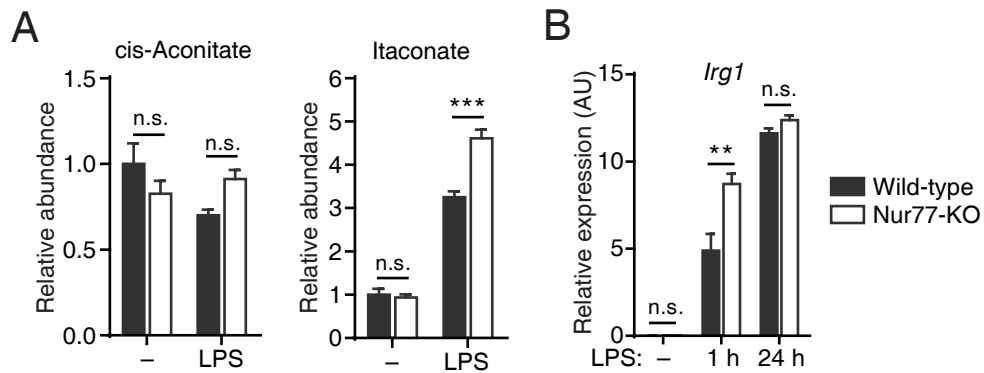 A
cis-Aconitate
Relative abundance
1.5
1.0
0.5
0.0
n.s.
n.s.
–
LPS
Itaconate
Relative abundance
6
5
4
3
2
1
0
n.s.
***
–
LPS
B
Irg1
Relative expression (AU)
15
10
5
0
n.s.
**
n.s.
LPS: – 1 h 24 h
Wild-type
Nur77-KO